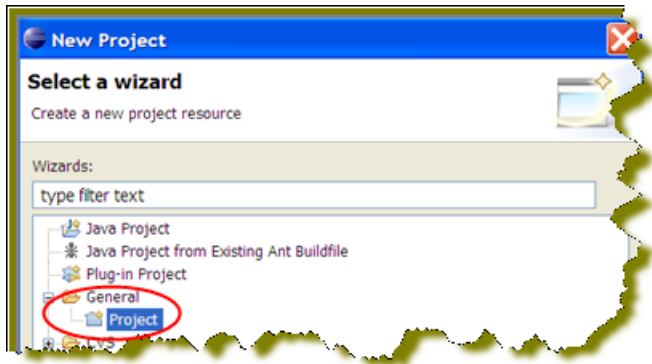 New Project
Select a wizard
Create a new project resource
Wizards:
type filter text
Java Project
Java Project from Existing Ant Buildfile
Plug-in Project
General
Project
CVS